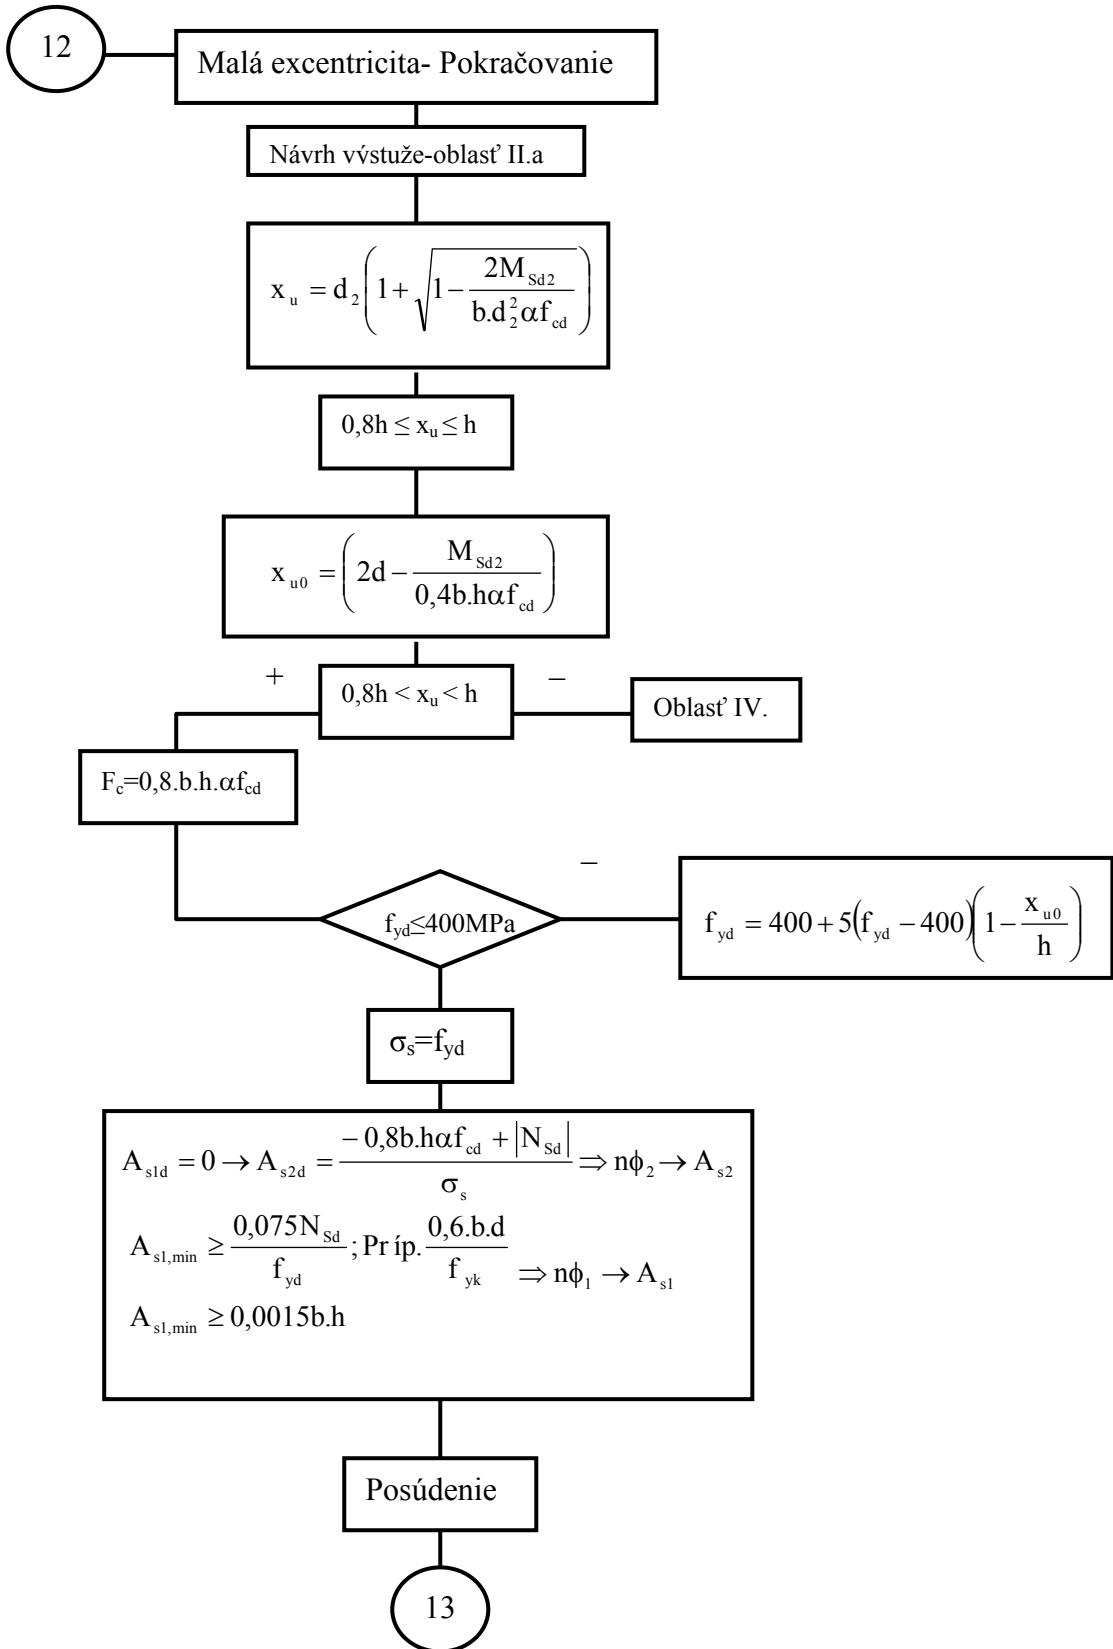 12
Malá excentricita- Pokračovanie
Návrh výstuže-oblasť II.a
x_u = d_2 ( 1 + √( 1 − 2M_Sd2 / (b.d_2^2 αf_cd) ) )
0,8h ≤ x_u ≤ h
x_u0 = ( 2d − M_Sd2 / (0,4b.hαf_cd) )
+
0,8h < x_u < h
−
Oblasť IV.
F_c=0,8.b.h.αf_cd
−
f_yd≤400MPa
f_yd = 400 + 5(f_yd − 400)( 1 − x_u0 / h )
σ_s=f_yd
A_s1d = 0 → A_s2d = (− 0,8b.hαf_cd + |N_Sd|) / σ_s ⇒ nϕ_2 → A_s2
A_s1,min ≥ 0,075N_Sd / f_yd ; Pr íp. 0,6.b.d / f_yk ⇒ nϕ_1 → A_s1
A_s1,min ≥ 0,0015b.h
Posúdenie
13